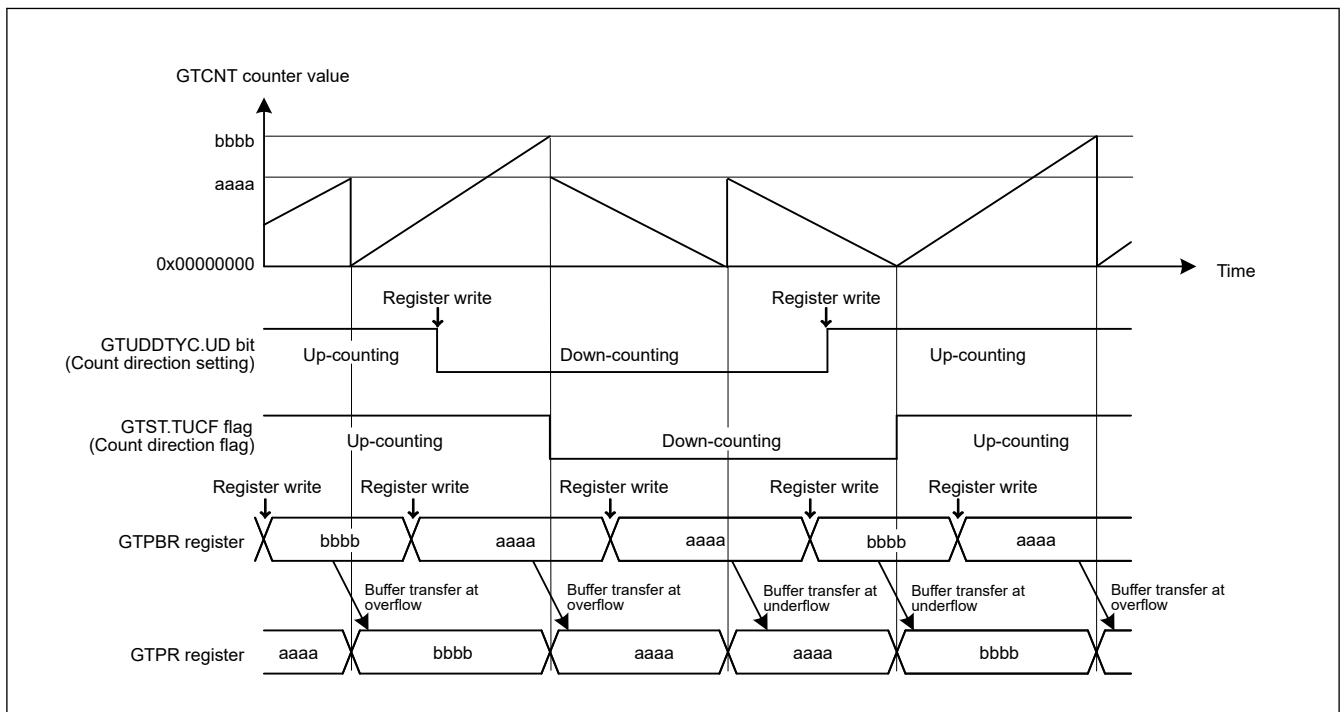 GTCNT counter value
bbbb
aaaa
0x00000000
Time
Register write
Register write
GTUDDTYC.UD bit
(Count direction setting)
Up-counting
Down-counting
Up-counting
GTST.TUCF flag
(Count direction flag)
Up-counting
Down-counting
Up-counting
Register write
Register write
Register write
Register write
Register write
GTPBR register
bbbb
aaaa
aaaa
bbbb
aaaa
Buffer transfer at
overflow
Buffer transfer at
overflow
Buffer transfer at
underflow
Buffer transfer at
underflow
Buffer transfer at
overflow
GTPR register
aaaa
bbbb
aaaa
aaaa
bbbb